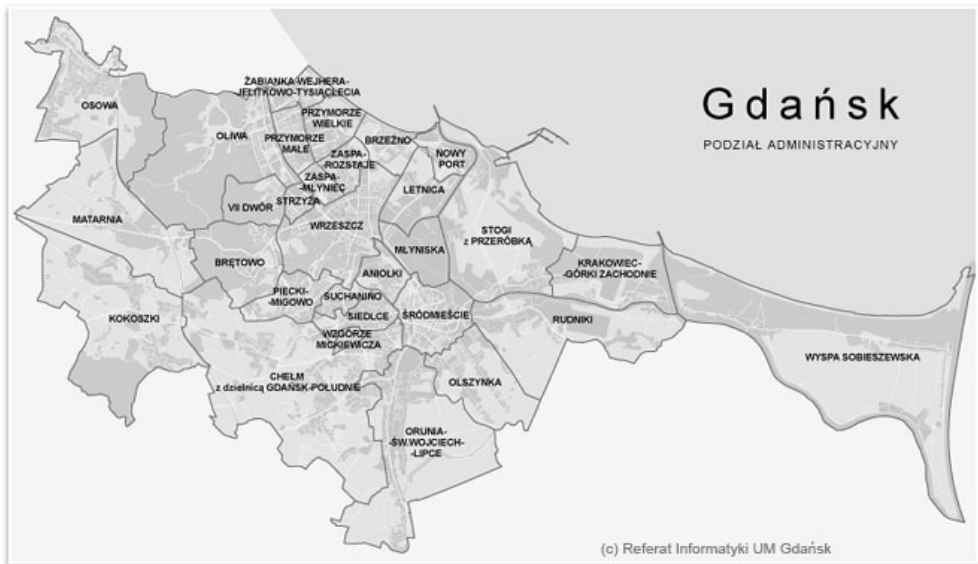 Gdańsk
PODZIAŁ ADMINISTRACYJNY
ŻABIANKA-WEJHERA-
JELITKOWO-TYSIĄCLECIA
OSOWA
PRZYMORZE
WIELKIE
OLIWA
PRZYMORZE
MAŁE
BRZEŹNO
ZASPA-
-ROZSTAJE
NOWY
PORT
ZASPA-
-MŁYNIEC
LETNICA
STRZYŻA
VII DWÓR
MATARNIA
WRZESZCZ
STOGI
z PRZERÓBKĄ
MŁYNISKA
BRĘTOWO
KRAKOWIEC-
-GÓRKI ZACHODNIE
ANIOŁKI
PIECKI-
-MIGOWO
SUCHANINO
SIEDLCE
ŚRÓDMIEŚCIE
KOKOSZKI
RUDNIKI
WZGÓRZE
MICKIEWICZA
WYSPA SOBIESZEWSKA
CHEŁM
z dzielnicą GDAŃSK-POŁUDNIE
OLSZYNKA
ORUNIA-
-ŚW.WOJCIECH-
-LIPCE
(c) Referat Informatyki UM Gdańsk